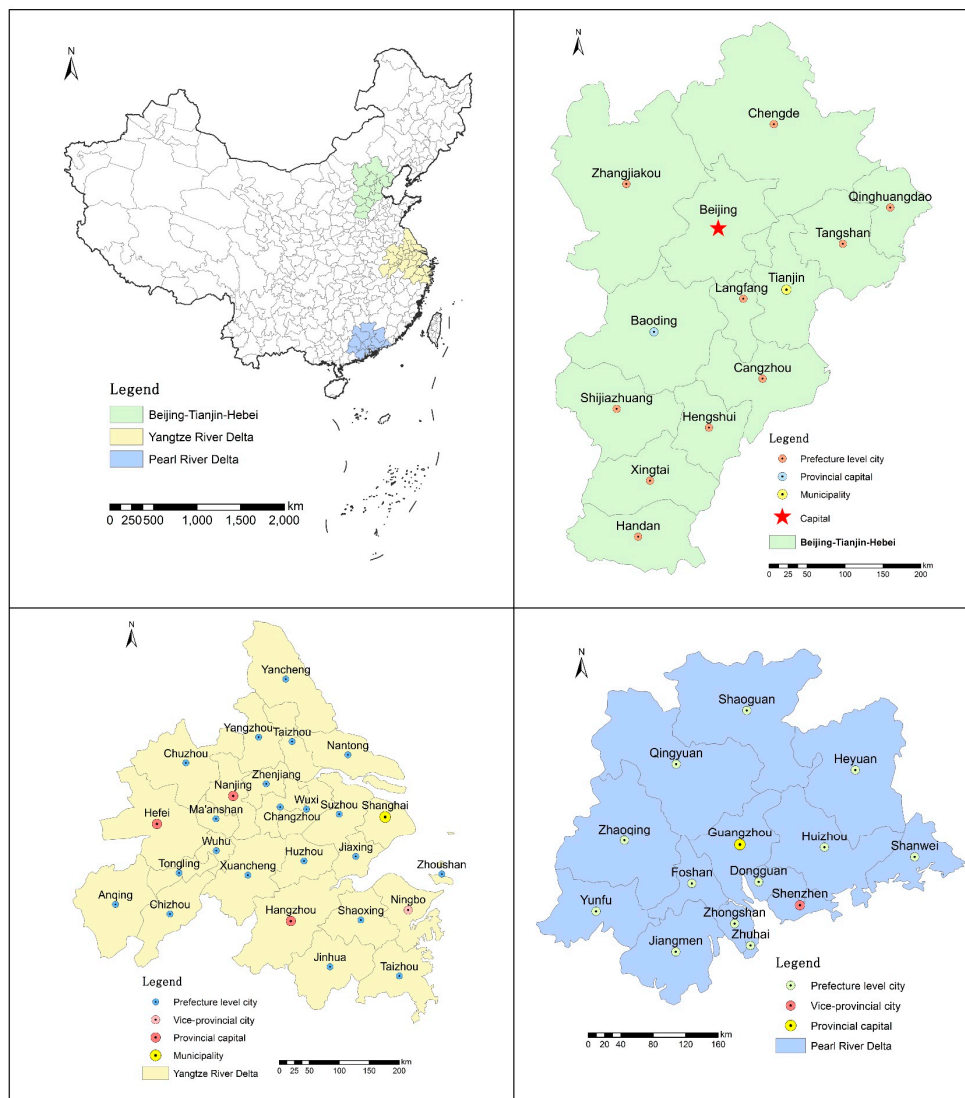 N
Legend
Beijing-Tianjin-Hebei
Yangtze River Delta
Pearl River Delta
km
0 250500 1,000 1,500 2,000
N
Chengde
Zhangjiakou
Qinghuangdao
Beijing
Tangshan
Tianjin
Langfang
Baoding
Cangzhou
Shijiazhuang
Hengshui
Xingtai
Handan
Legend
Prefecture level city
Provincial capital
Municipality
Capital
Beijing-Tianjin-Hebei
km
0 25 50 100 150 200
N
Yancheng
Yangzhou Taizhou
Nantong
Chuzhou
Zhenjiang
Nanjing
Hefei Ma'anshan Wuxi Suzhou Shanghai
Changzhou
Wuhu
Tongling Xuancheng Huzhou Jiaxing
Zhoushan
Anqing
Chizhou
Ningbo
Hangzhou Shaoxing
Jinhua
Taizhou
Legend
Prefecture level city
Vice-provincial city
Provincial capital
Municipality
Yangtze River Delta
km
0 25 50 100 150 200
N
Shaoguan
Qingyuan
Heyuan
Zhaoqing
Guangzhou
Huizhou
Shanwei
Foshan
Dongguan
Yunfu
Shenzhen
Zhongshan
Jiangmen
Zhuhai
Legend
Prefecture level city
Vice-provincial city
Provincial capital
Pearl River Delta
km
0 20 40 80 120 160